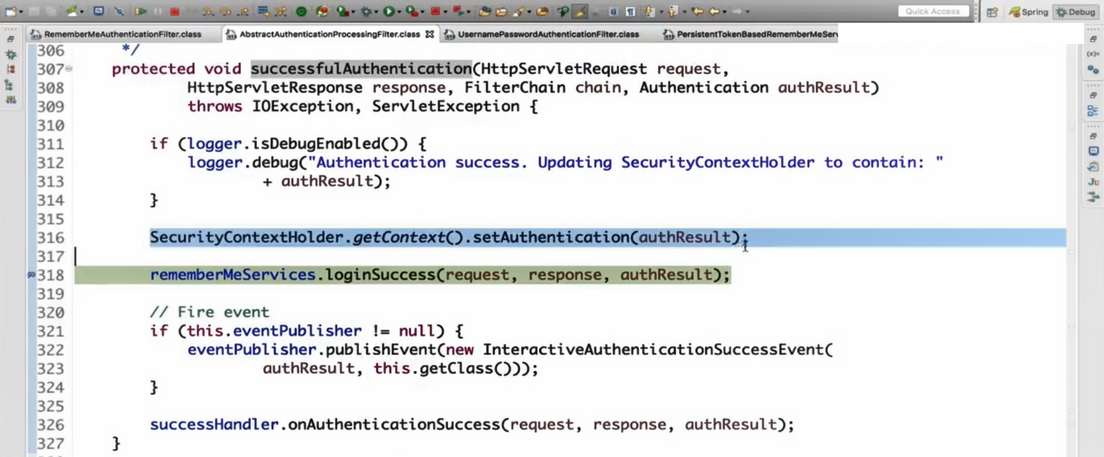 Quick Access
Spring
Debug
RememberMeAuthenticationFilter.class
AbstractAuthenticationProcessingFilter.class
UsernamePasswordAuthenticationFilter.class
PersistentTokenBasedRememberMeServ
306 */
307 protected void successfulAuthentication(HttpServletRequest request,
308 HttpServletResponse response, FilterChain chain, Authentication authResult)
309 throws IOException, ServletException {
310
311 if (logger.isDebugEnabled()) {
312 logger.debug("Authentication success. Updating SecurityContextHolder to contain: "
313 + authResult);
314 }
315
316 SecurityContextHolder.getContext().setAuthentication(authResult);
317
318 rememberMeServices.loginSuccess(request, response, authResult);
319
320 // Fire event
321 if (this.eventPublisher != null) {
322 eventPublisher.publishEvent(new InteractiveAuthenticationSuccessEvent(
323 authResult, this.getClass()));
324 }
325
326 successHandler.onAuthenticationSuccess(request, response, authResult);
327 }